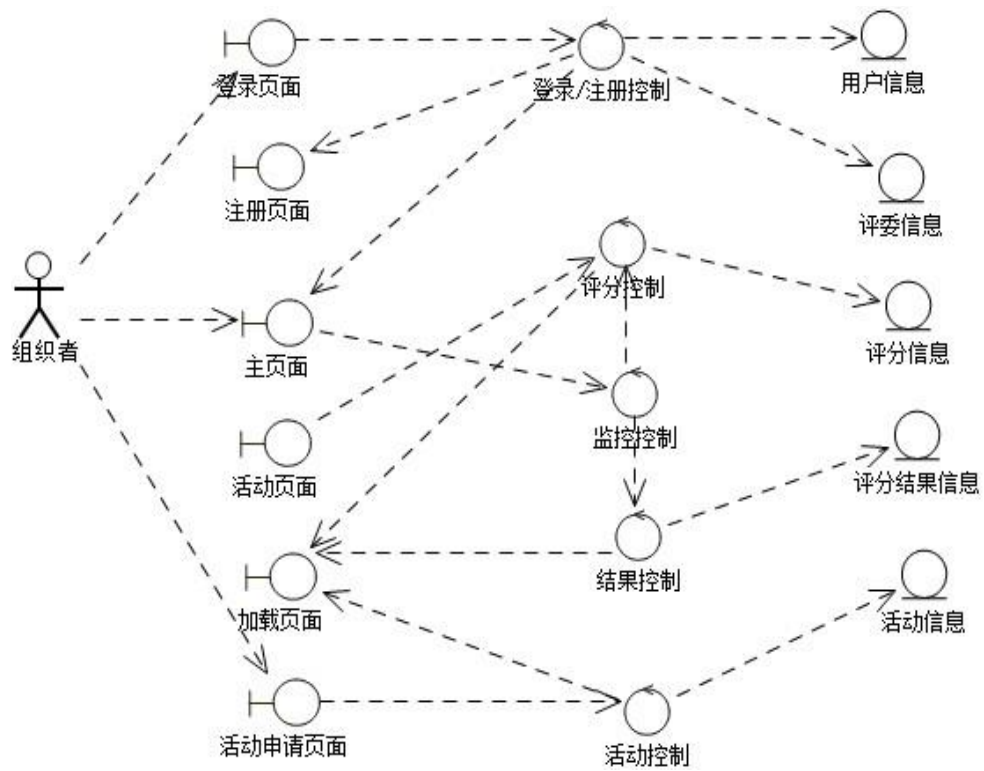 登录页面
登录/注册控制
用户信息
注册页面
评委信息
评分控制
组织者
主页面
评分信息
监控控制
活动页面
评分结果信息
结果控制
加载页面
活动信息
活动申请页面
活动控制